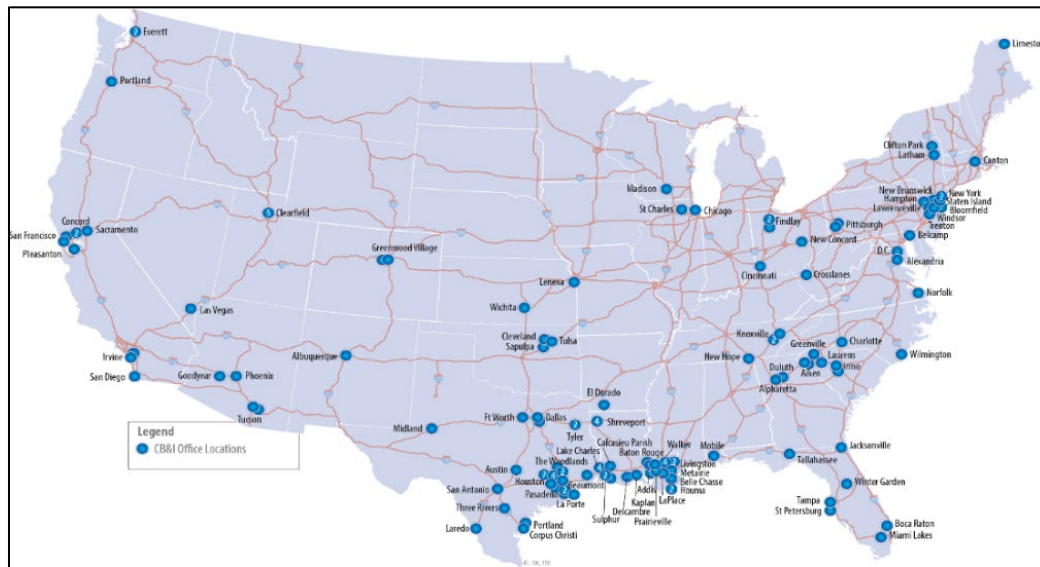 Everett
Limesto
Portland
Clifton Park
Latham
Canton
Madison
New Brunswick
New York
Hampton
Staten Island
Lawrenceville
Bloomfield
St Charles
Chicago
Windsor
Clearfield
Findlay
Trenton
Concord
Pittsburgh
Sacramento
Belcamp
San Francisco
New Concord
Greenwood Village
D.C.
Pleasanton
Alexandria
Cincinnati
Lenexa
Crosslanes
Norfolk
Las Vegas
Wichita
Knoxville
Cleveland
Tulsa
Charlotte
Sapulpa
Greenville
Irvine
Albuquerque
Laurens
Wilmington
New Hope
Duluth
Irmo
San Diego
Goodyear
Phoenix
Aiken
Alpharetta
El Dorado
Tucson
Ft Worth
Dallas
Shreveport
Legend
Midland
Tyler
CB&I Office Locations
Calcasieu Parish
Walker
Lake Charles
Baton Rouge
Mobile
Jacksonville
The Woodlands
Livingston
Tallahassee
Austin
Metairie
Houston
Beaumont
Belle Chasse
Winter Garden
San Antonio
Pasadena
Addis
LaPlace
Houma
La Porte
Kaplan
Tampa
Three Rivers
Delcambre
St Petersburg
Sulphur
Prairieville
Portland
Boca Raton
Laredo
Corpus Christi
Miami Lakes